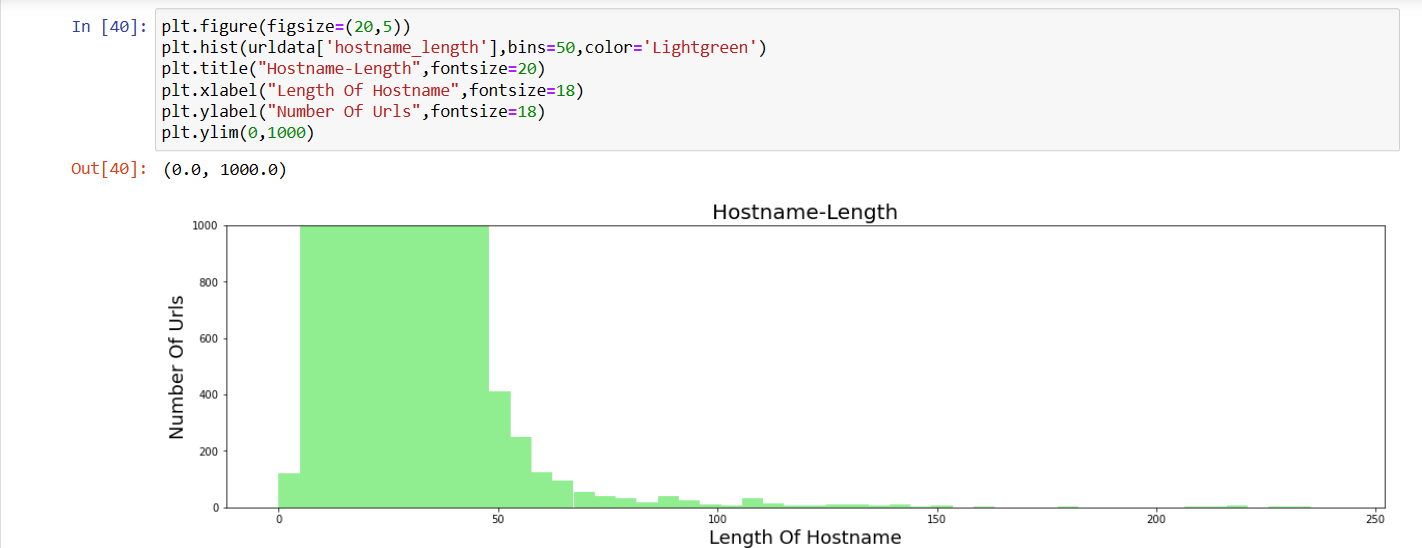 In [40]: plt.figure(figsize=(20,5))
plt.hist(urldata['hostname_length'],bins=50,color='Lightgreen')
plt.title("Hostname-Length",fontsize=20)
plt.xlabel("Length Of Hostname",fontsize=18)
plt.ylabel("Number Of Urls",fontsize=18)
plt.ylim(0,1000)
Out[40]: (0.0, 1000.0)
Hostname-Length
1000
800
600
400
200
0
Number Of Urls
0 50 100 150 200 250
Length Of Hostname